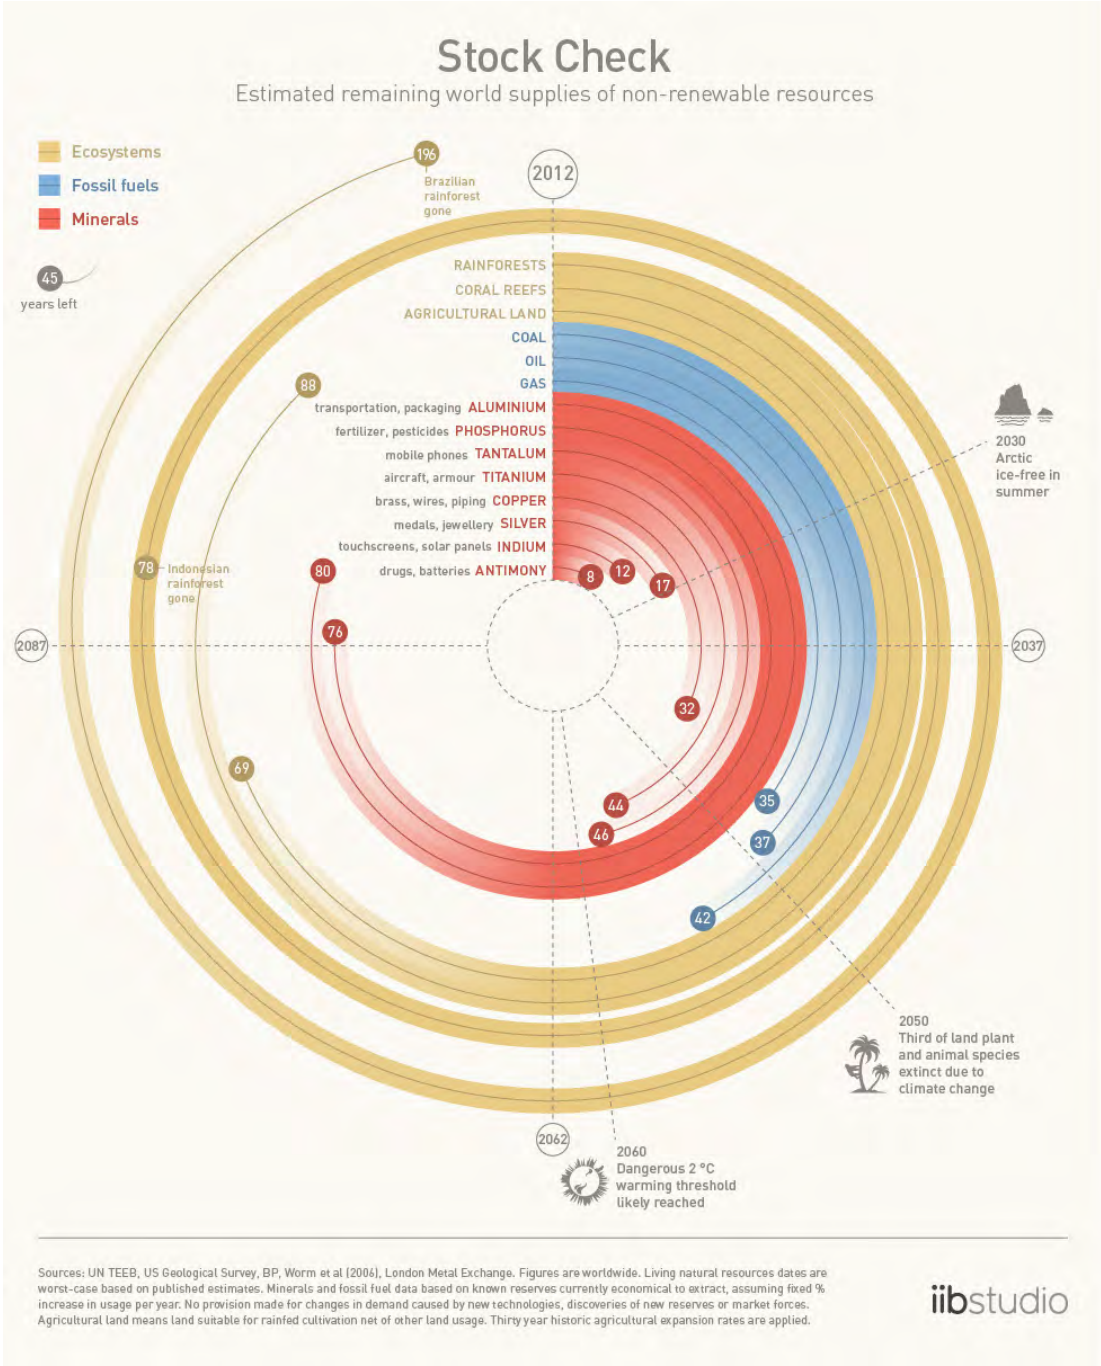 Stock Check
Estimated remaining world supplies of non-renewable resources
Ecosystems
Fossil fuels
Minerals
45
years left
196
Brazilian
rainforest
gone
2012
RAINFORESTS
CORAL REEFS
AGRICULTURAL LAND
COAL
OIL
GAS
transportation, packaging ALUMINIUM
fertilizer, pesticides PHOSPHORUS
mobile phones TANTALUM
aircraft, armour TITANIUM
brass, wires, piping COPPER
medals, jewellery SILVER
touchscreens, solar panels INDIUM
drugs, batteries ANTIMONY
88
78
Indonesian
rainforest
gone
80
76
69
8
12
17
32
44
46
35
37
42
2030
Arctic
ice-free in
summer
2087
2037
2050
Third of land plant
and animal species
extinct due to
climate change
2062
2060
Dangerous 2 °C
warming threshold
likely reached
Sources: UN TEEB, US Geological Survey, BP, Worm et al (2006), London Metal Exchange. Figures are worldwide. Living natural resources dates are
worst-case based on published estimates. Minerals and fossil fuel data based on known reserves currently economical to extract, assuming fixed %
increase in usage per year. No provision made for changes in demand caused by new technologies, discoveries of new reserves or market forces.
Agricultural land means land suitable for rainfed cultivation net of other land usage. Thirty year historic agricultural expansion rates are applied.
iibstudio